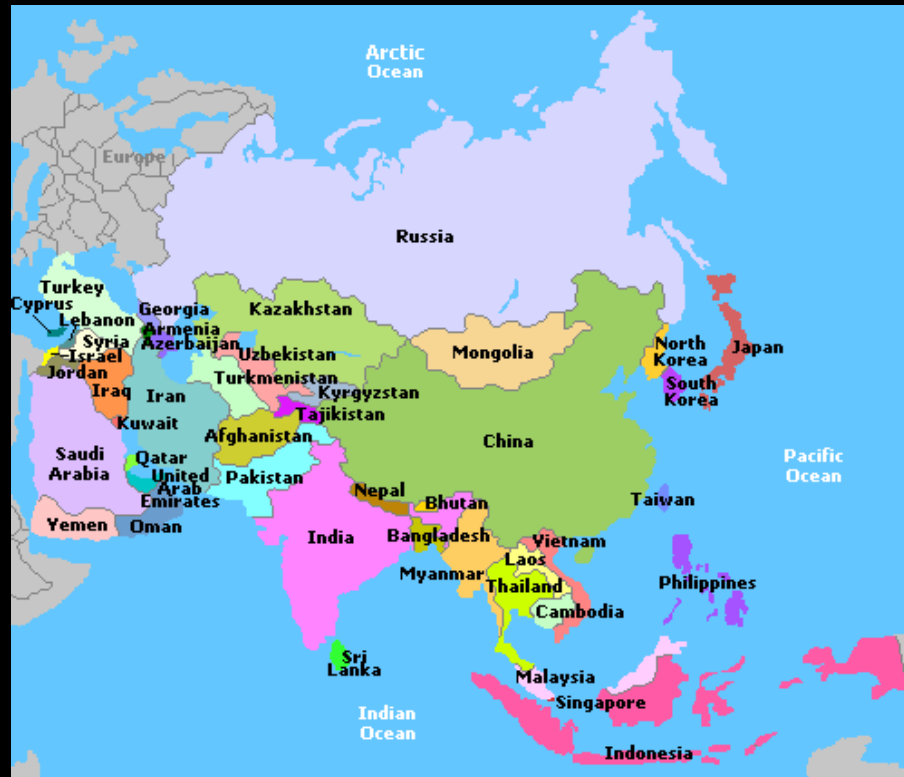 Arctic
Ocean
Europe
Russia
Turkey
Cyprus
Lebanon
Syria
Israel
Jordan
Georgia
Armenia
Azerbaijan
Kazakhstan
Uzbekistan
Turkmenistan
Kyrgyzstan
Tajikistan
Mongolia
North
Korea
South
Korea
Japan
Iraq
Iran
Kuwait
Afghanistan
China
Saudi
Arabia
Qatar
United
Arab
Emirates
Pakistan
Pacific
Ocean
Yemen
Oman
India
Nepal
Bhutan
Bangladesh
Myanmar
Taiwan
Vietnam
Laos
Thailand
Cambodia
Philippines
Sri
Lanka
Malaysia
Singapore
Indian
Ocean
Indonesia